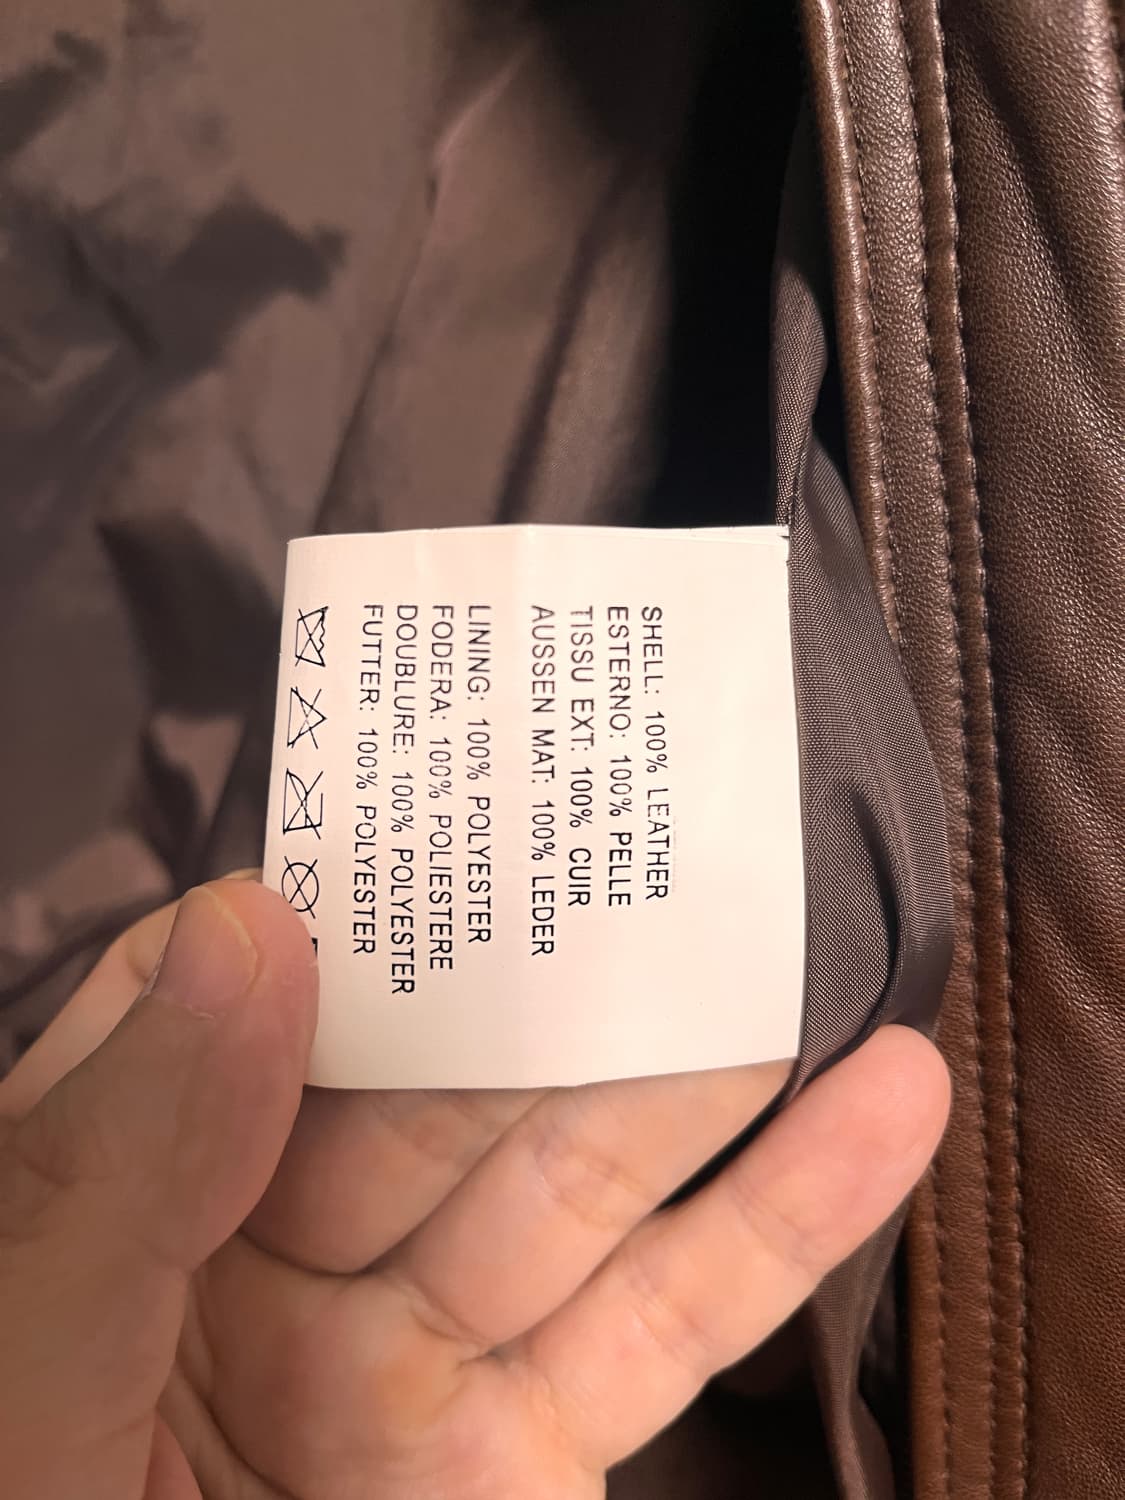 SHELL: 100% LEATHER
ESTERNO: 100% PELLE
TISSU EXT: 100% CUIR
AUSSEN MAT: 100% LEDER
LINING: 100% POLYESTER
FODERA: 100% POLIESTERE
DOUBLURE: 100% POLYESTER
FUTTER: 100% POLYESTER